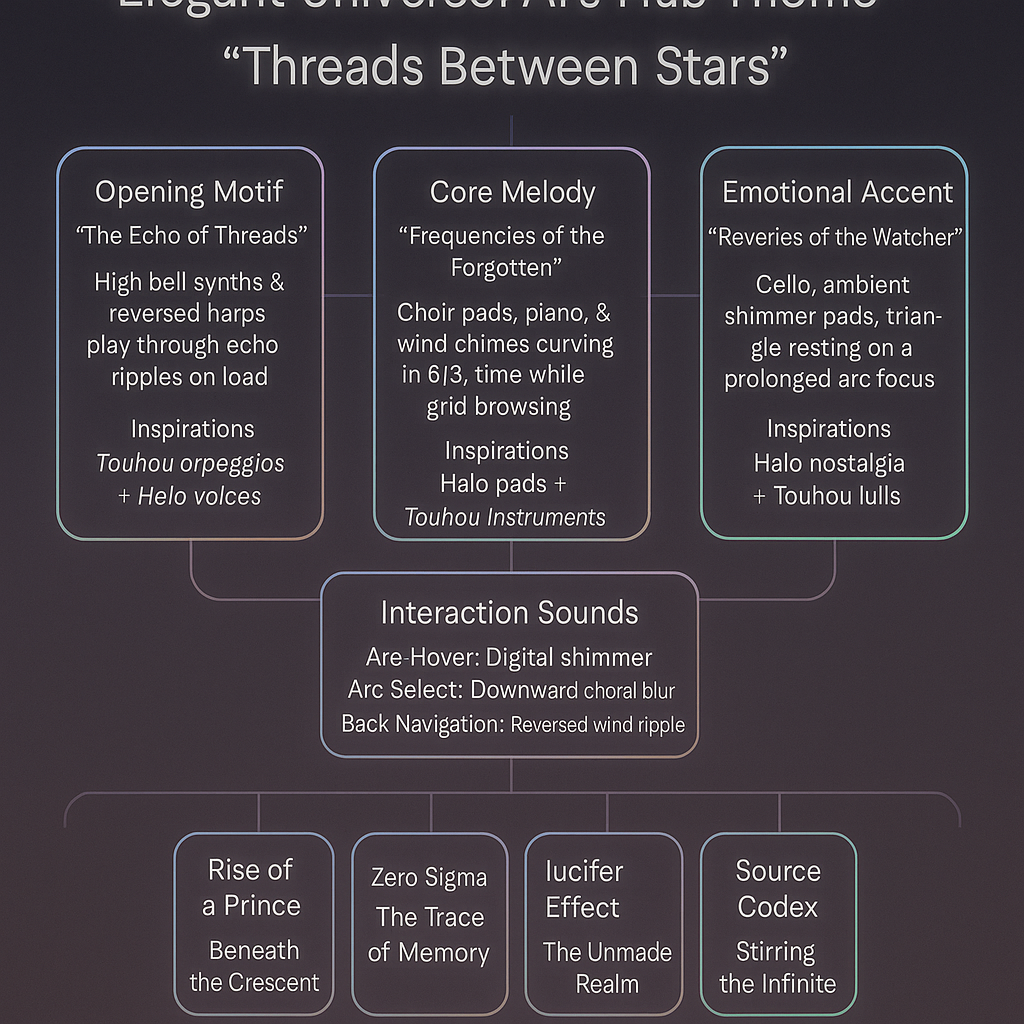 “Threads Between Stars”
Opening Motif
“The Echo of Threads”
High bell synths &
reversed harps
play through echo
ripples on load
Inspirations
Touhou orpeggios
+ Helo volces
Core Melody
“Frequencies of the
Forgotten”
Choir pads, piano, &
wind chimes curving
in 6/3, time while
grid browsing
Inspirations
Halo pads +
Touhou Instruments
Emotional Accent
“Reveries of the Watcher”
Cello, ambient
shimmer pads, trian-
gle resting on a
prolonged arc focus
Inspirations
Halo nostalgia
+ Touhou lulls
Interaction Sounds
Are-Hover: Digital shimmer
Arc Select: Downward choral blur
Back Navigation: Reversed wind ripple
Rise of
a Prince
Beneath
the Crescent
Zero Sigma
The Trace
of Memory
lucifer
Effect
The Unmade
Realm
Source
Codex
Stirring
the Infinite